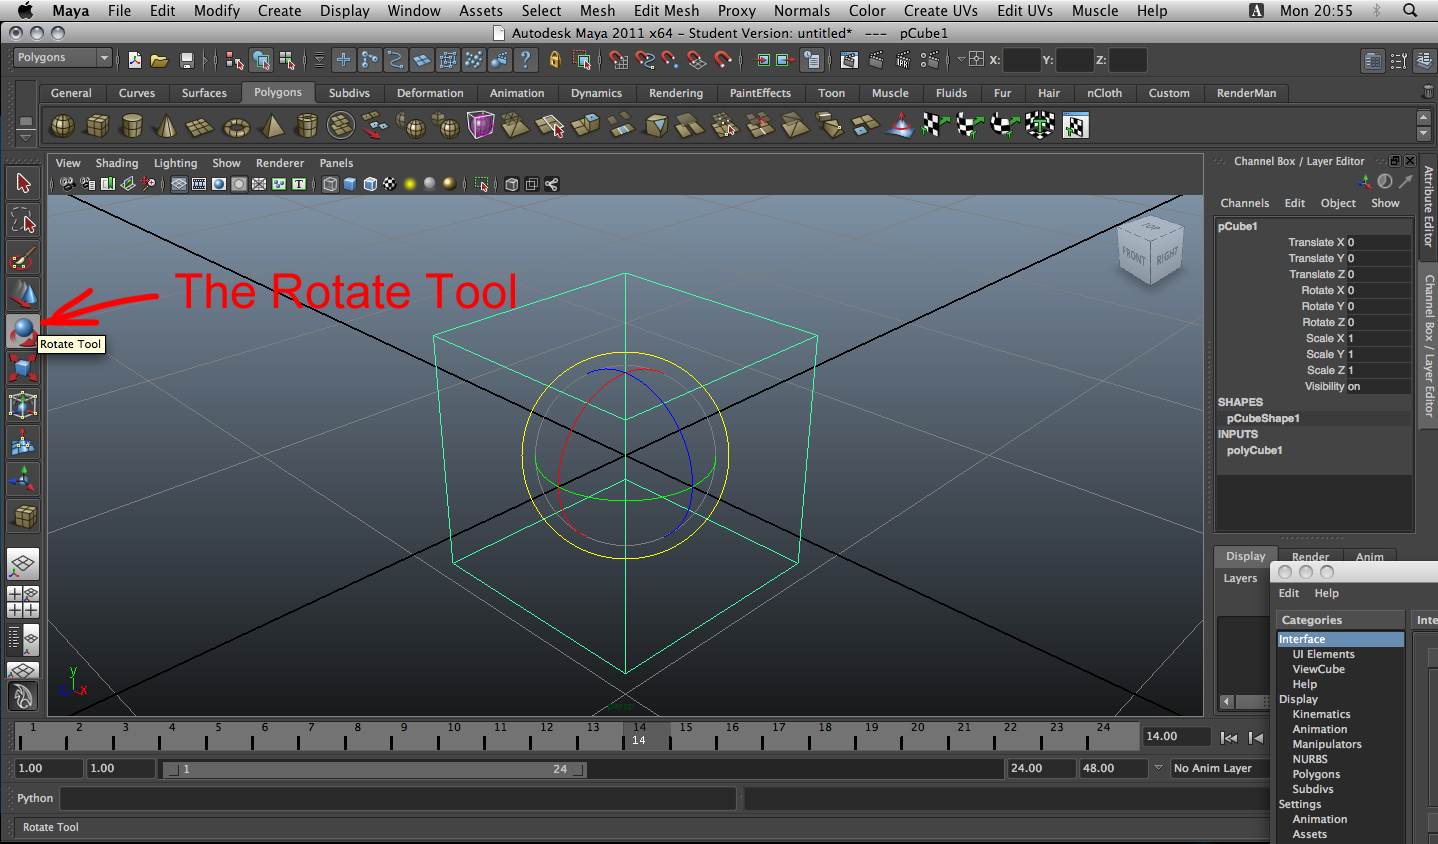 Maya File Edit Modify Create Display Window Assets Select Mesh Edit Mesh Proxy Normals Color Create UVs Edit UVs Muscle Help A Mon 20:55
Autodesk Maya 2011 x64 - Student Version: untitled* --- pCube1
Polygons X: Y: Z:
General Curves Surfaces Polygons Subdivs Deformation Animation Dynamics Rendering PaintEffects Toon Muscle Fluids Fur Hair nCloth Custom RenderMan
View Shading Lighting Show Renderer Panels
Channel Box / Layer Editor
Channels Edit Object Show
pCube1
Translate X 0
Translate Y 0
Translate Z 0
Rotate X 0
Rotate Y 0
Rotate Z 0
Scale X 1
Scale Y 1
Scale Z 1
Visibility on
SHAPES
pCubeShape1
INPUTS
polyCube1
Attribute Editor
Channel Box / Layer Editor
TOP
FRONT RIGHT
The Rotate Tool
Rotate Tool
y
z x
persp
Display Render Anim
Layers
Edit Help
Categories Inte
Interface
UI Elements
ViewCube
Help
Display
Kinematics
Animation
Manipulators
NURBS
Polygons
Subdivs
Settings
Animation
Assets
1 2 3 4 5 6 7 8 9 10 11 12 13 14 15 16 17 18 19 20 21 22 23 24
14
14.00
1.00 1.00 1 24 24.00 48.00 No Anim Layer
Python
Rotate Tool